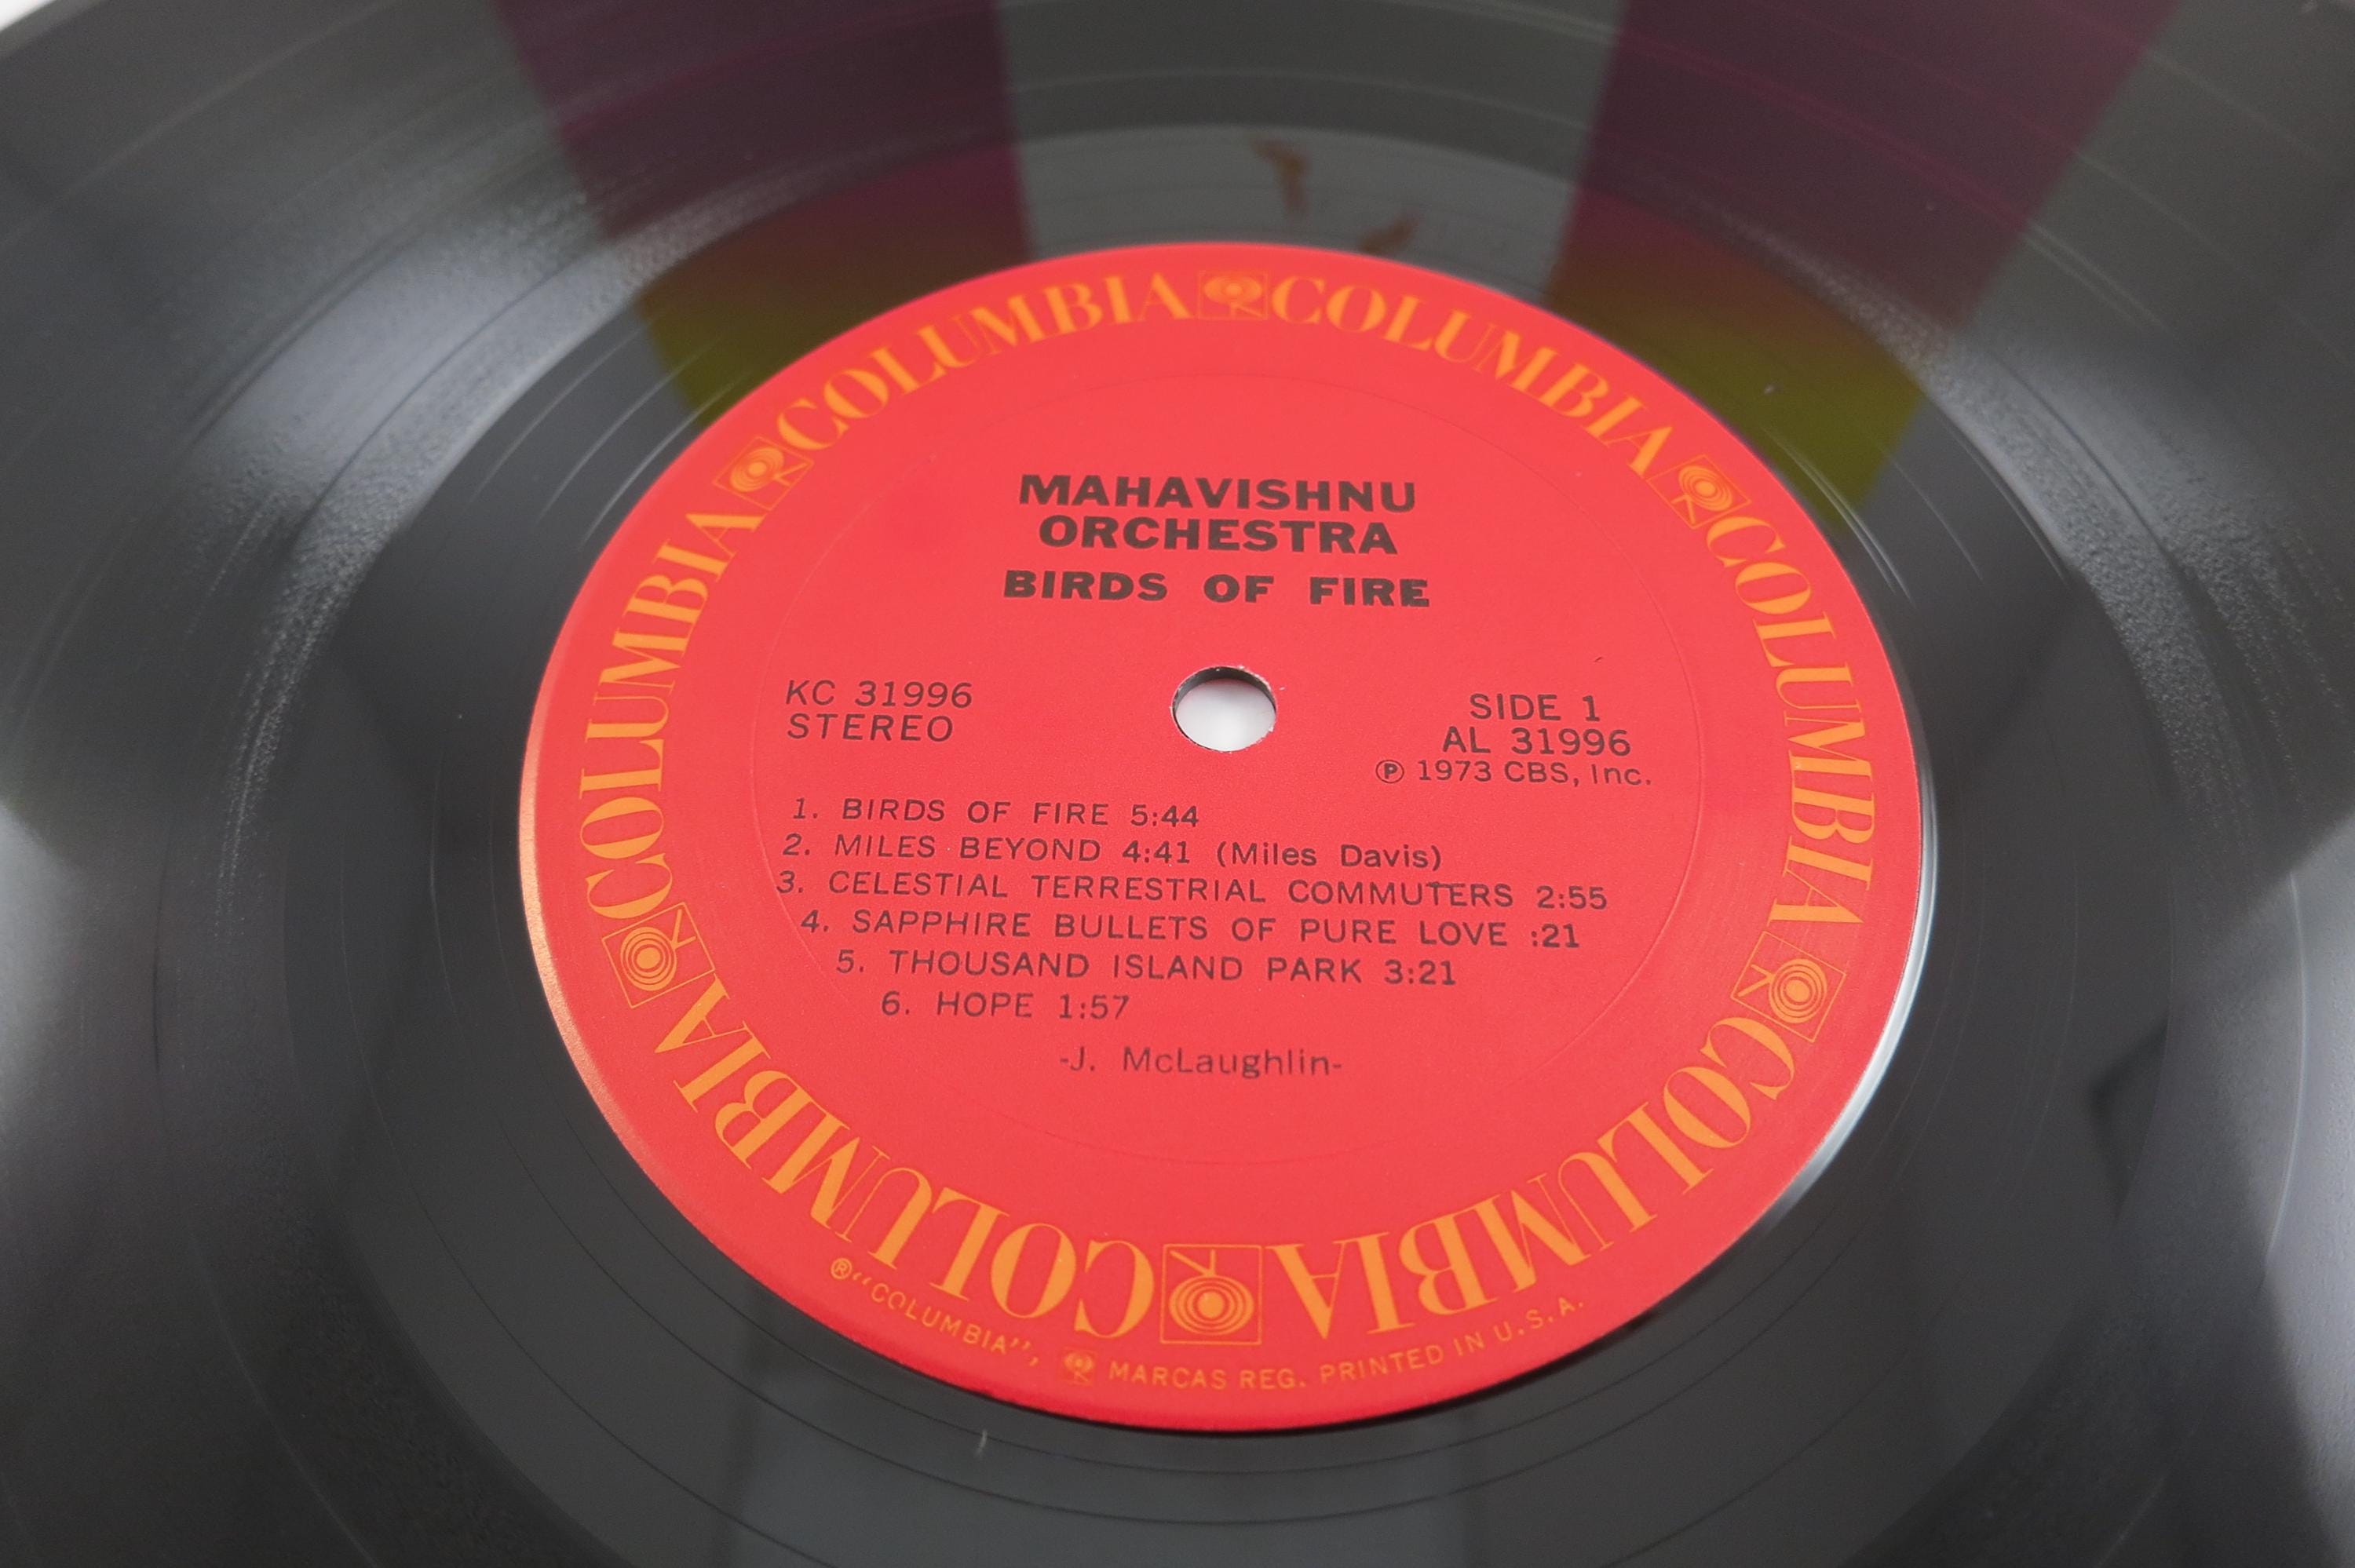 COLUMBIA COLUMBIA COLUMBIA COLUMBIA COLUMBIA COLUMBIA
MAHAVISHNU
ORCHESTRA
BIRDS OF FIRE
KC 31996
STEREO
SIDE 1
AL 31996
Ⓟ 1973 CBS, Inc.
1. BIRDS OF FIRE 5:44
2. MILES BEYOND 4:41 (Miles Davis)
3. CELESTIAL TERRESTRIAL COMMUTERS 2:55
4. SAPPHIRE BULLETS OF PURE LOVE :21
5. THOUSAND ISLAND PARK 3:21
6. HOPE 1:57
-J. McLaughlin-
®"COLUMBIA", MARCAS REG. PRINTED IN U.S.A.